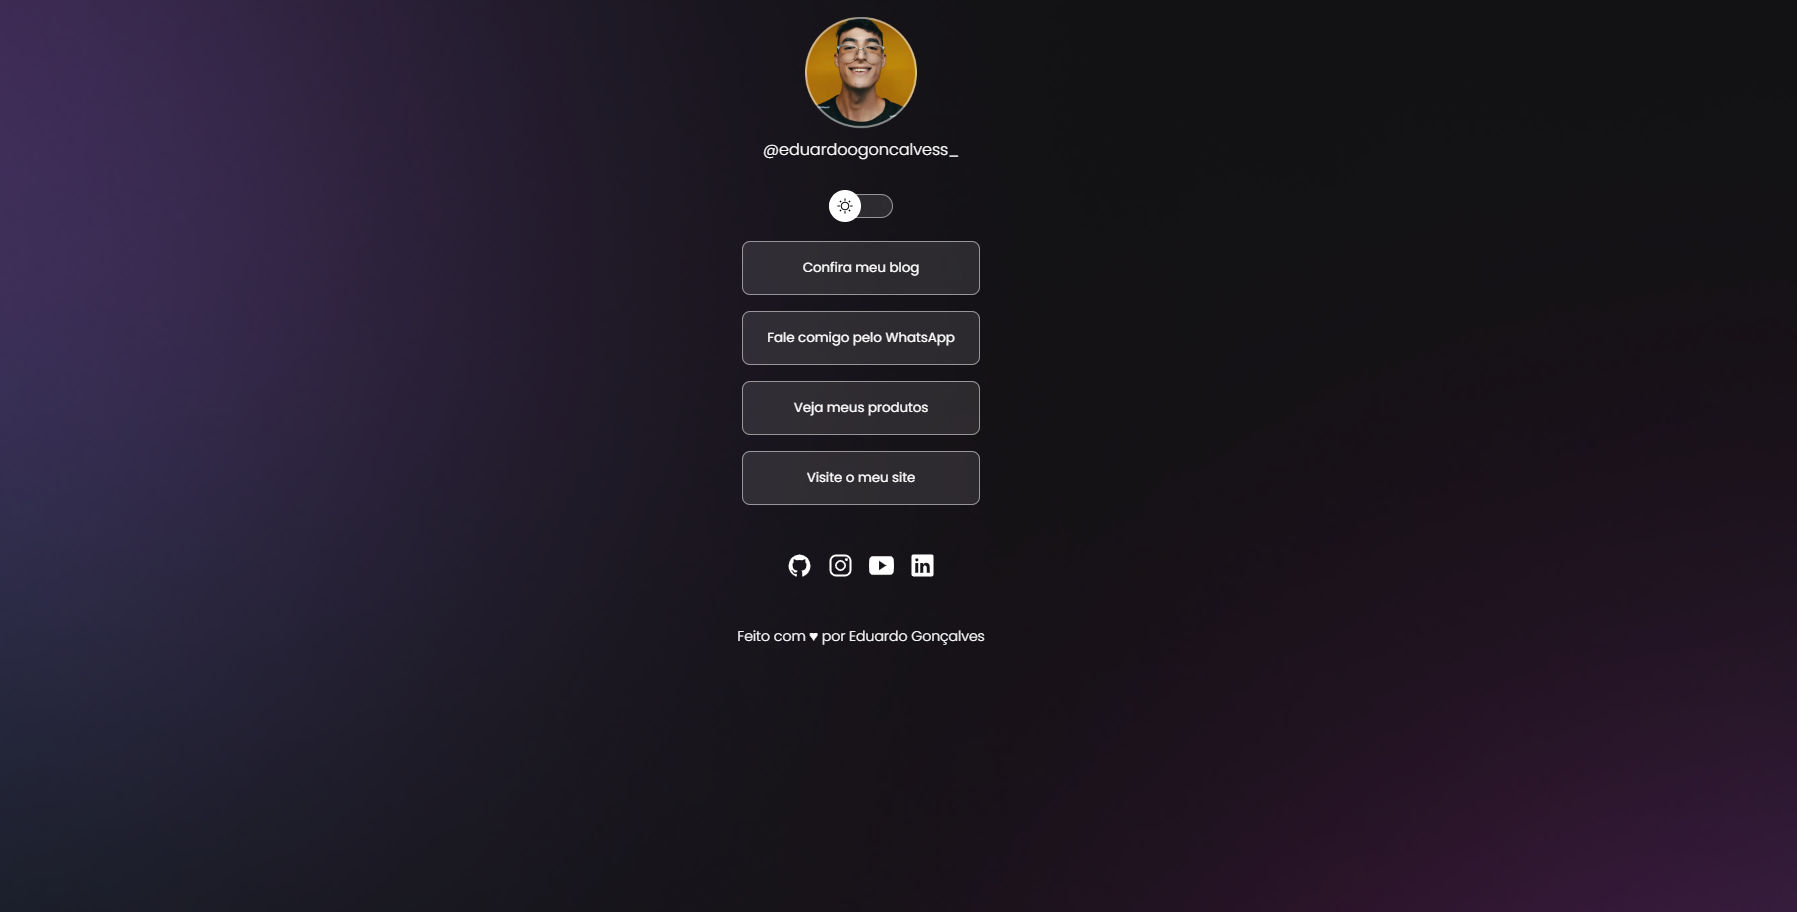 @eduardoogoncalvess_
Confira meu blog
Fale comigo pelo WhatsApp
Veja meus produtos
Visite o meu site
in
Feito com ♥ por Eduardo Gonçalves